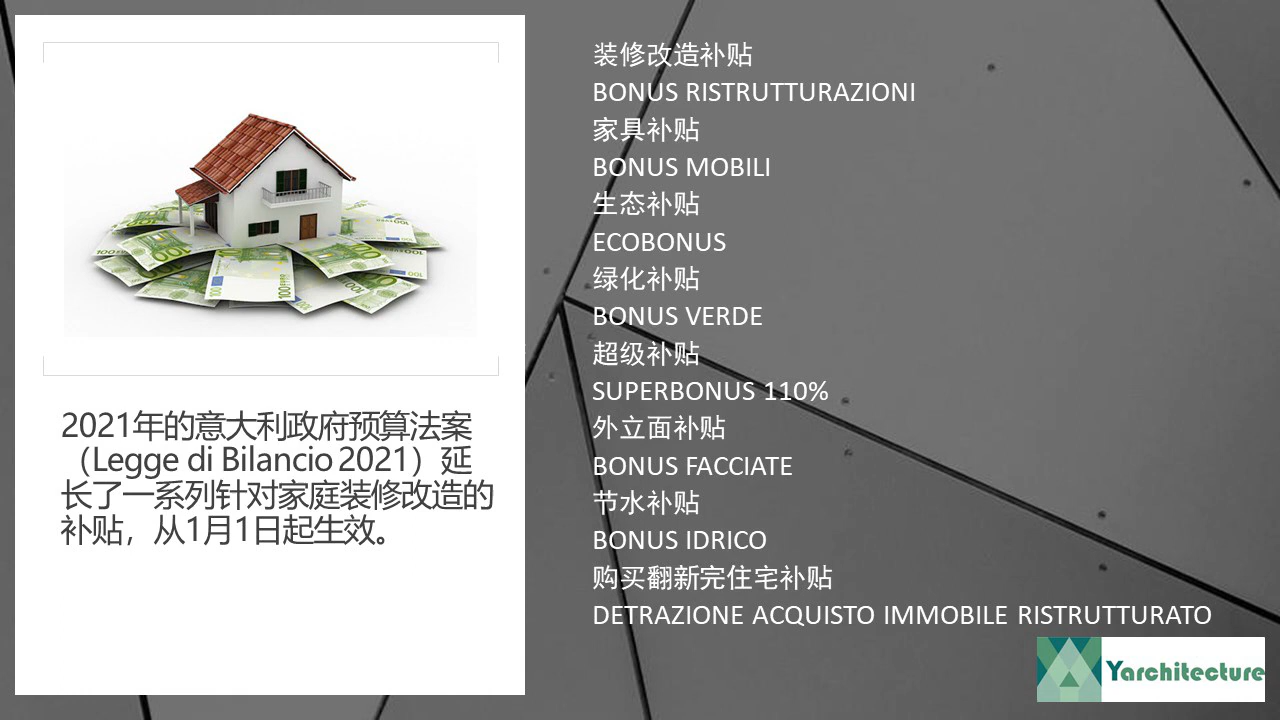 2021年的意大利政府预算法案
（Legge di Bilancio 2021）延
长了一系列针对家庭装修改造的
补贴，从1月1日起生效。
装修改造补贴
BONUS RISTRUTTURAZIONI
家具补贴
BONUS MOBILI
生态补贴
ECOBONUS
绿化补贴
BONUS VERDE
超级补贴
SUPERBONUS 110%
外立面补贴
BONUS FACCIATE
节水补贴
BONUS IDRICO
购买翻新完住宅补贴
DETRAZIONE ACQUISTO IMMOBILE RISTRUTTURATO
Yarchitecture